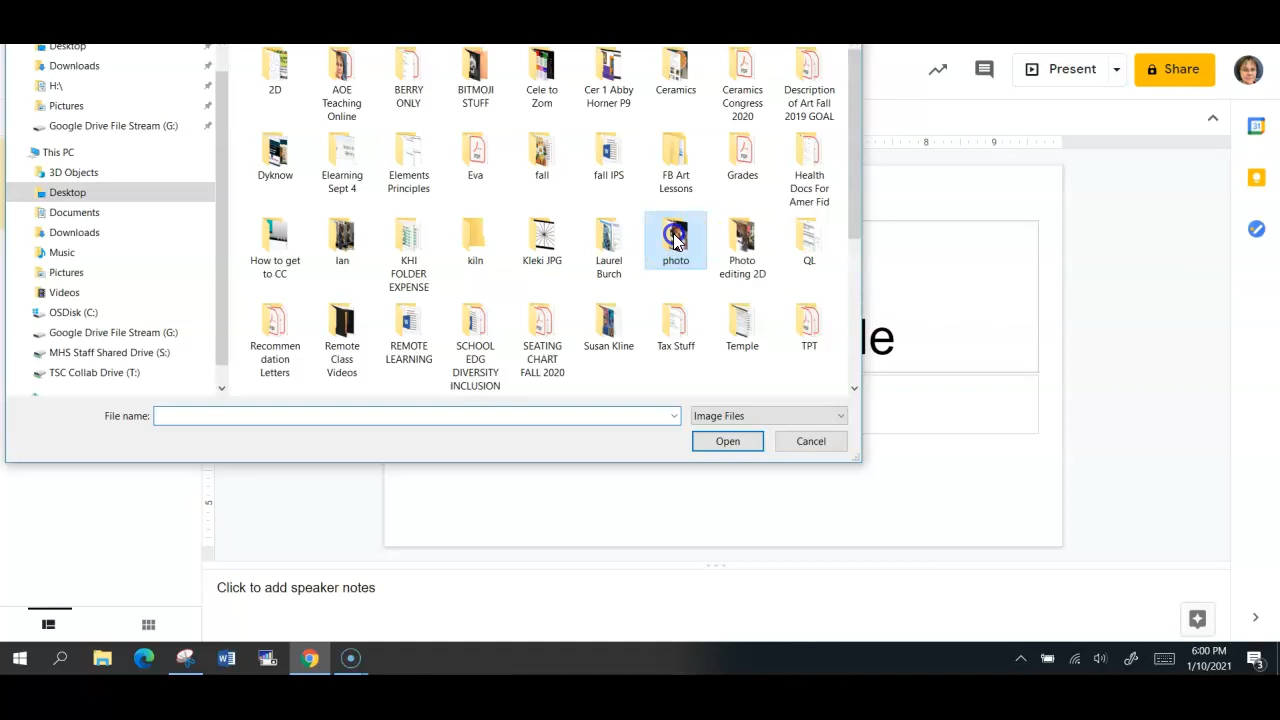 Desktop
Downloads
H:\
Pictures
Google Drive File Stream (G:)
This PC
3D Objects
Desktop
Documents
Downloads
Music
Pictures
Videos
OSDisk (C:)
Google Drive File Stream (G:)
MHS Staff Shared Drive (S:)
TSC Collab Drive (T:)
2D
AOE
Teaching
Online
BERRY
ONLY
BITMOJI
STUFF
Cele to
Zom
Cer 1 Abby
Horner P9
Ceramics
Ceramics
Congress
2020
Description
of Art Fall
2019 GOAL
Dyknow
Elearning
Sept 4
Elements
Principles
Eva
fall
fall IPS
FB Art
Lessons
Grades
Health
Docs For
Amer Fid
How to get
to CC
Ian
KHI
FOLDER
EXPENSE
kiln
Kleki JPG
Laurel
Burch
photo
Photo
editing 2D
QL
Recommen
dation
Letters
Remote
Class
Videos
REMOTE
LEARNING
SCHOOL
EDG
DIVERSITY
INCLUSION
SEATING
CHART
FALL 2020
Susan Kline
Tax Stuff
Temple
TPT
File name:
Image Files
Open
Cancel
Present
Share
8
9
le
5
Click to add speaker notes
6:00 PM
1/10/2021
3
31